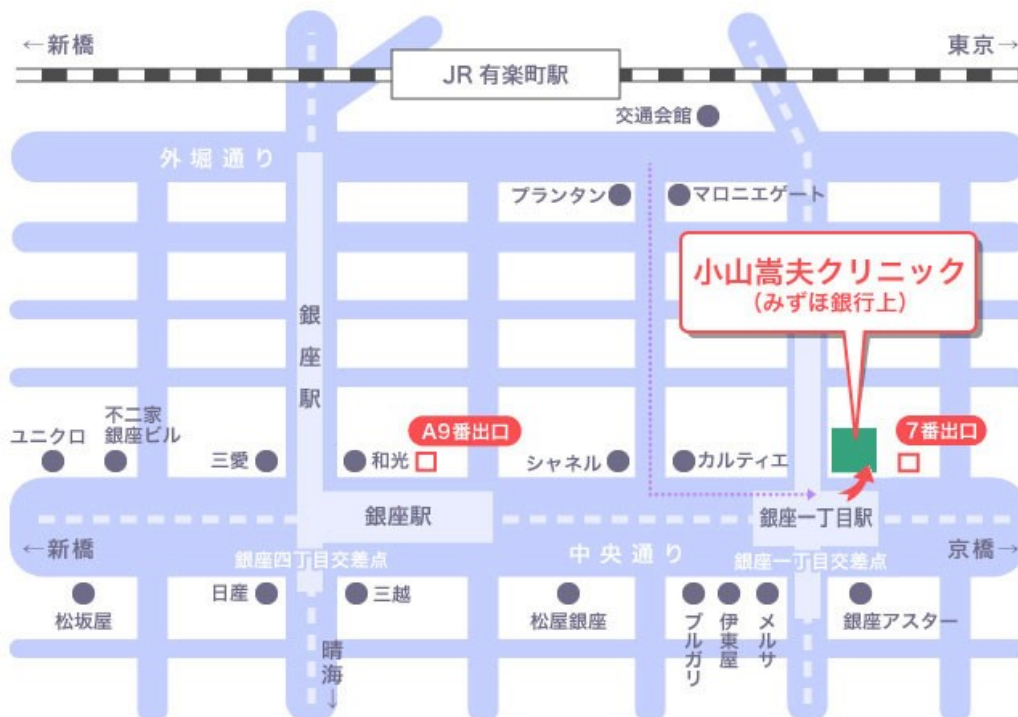 ←新橋
東京→
JR 有楽町駅
交通会館
外堀通り
プランタン
マロニエゲート
小山嵩夫クリニック
(みずほ銀行上)
銀座駅
ユニクロ
不二家
銀座ビル
三愛
和光
A9番出口
シャネル
カルティエ
7番出口
銀座駅
銀座一丁目駅
←新橋
銀座四丁目交差点
中央通り
銀座一丁目交差点
京橋→
松坂屋
日産
三越
松屋銀座
ブルガリ
伊東屋
メルサ
銀座アスター
晴海→